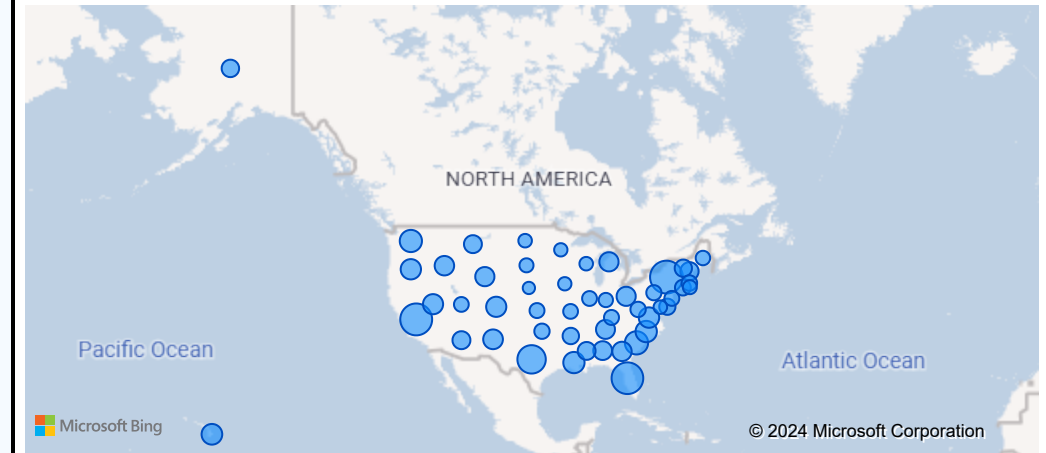 NORTH AMERICA
Pacific Ocean
Atlantic Ocean
Microsoft Bing
© 2024 Microsoft Corporation